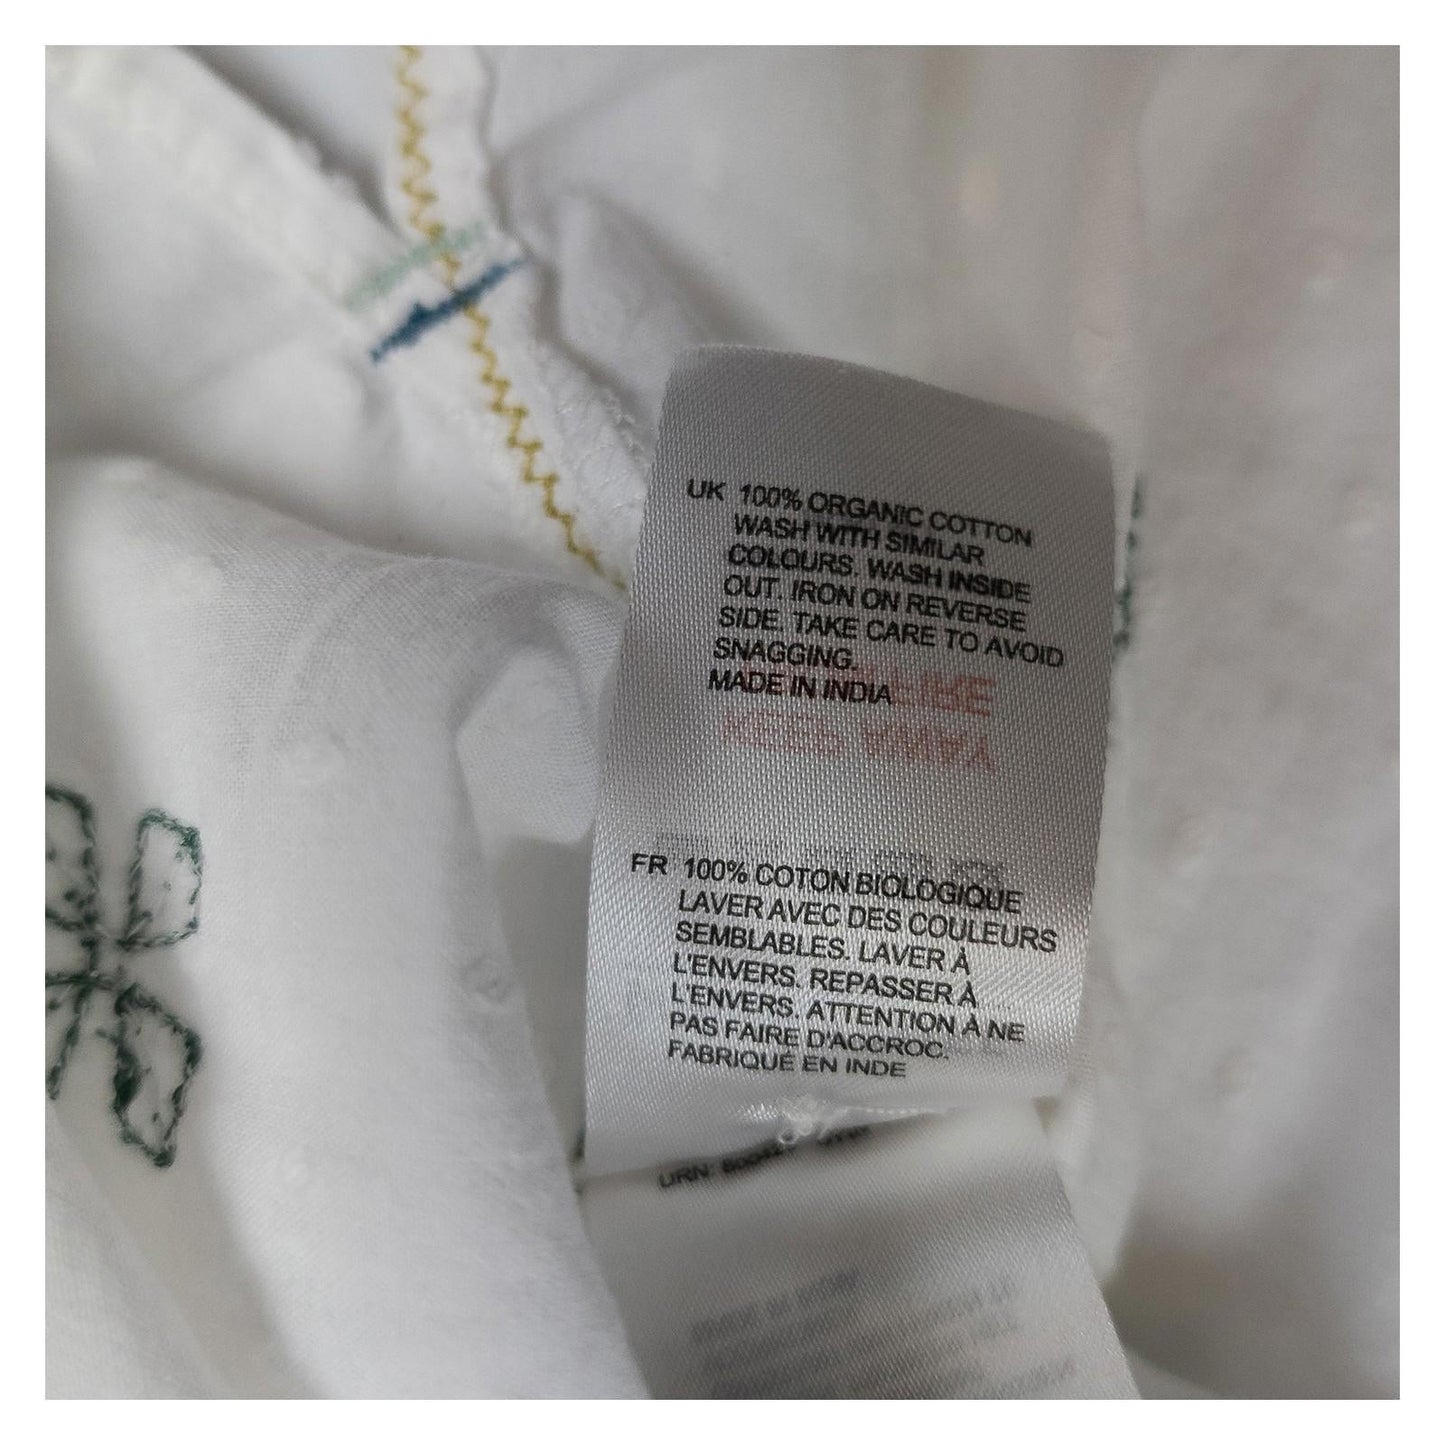 UK 100% ORGANIC COTTON
WASH WITH SIMILAR
COLOURS. WASH INSIDE
OUT. IRON ON REVERSE
SIDE. TAKE CARE TO AVOID
SNAGGING.
MADE IN INDIA
FR 100% COTON BIOLOGIQUE
LAVER AVEC DES COULEURS
SEMBLABLES. LAVER À
L'ENVERS. REPASSER À
L'ENVERS. ATTENTION À NE
PAS FAIRE D'ACCROC.
FABRIQUÉ EN INDE
URN: